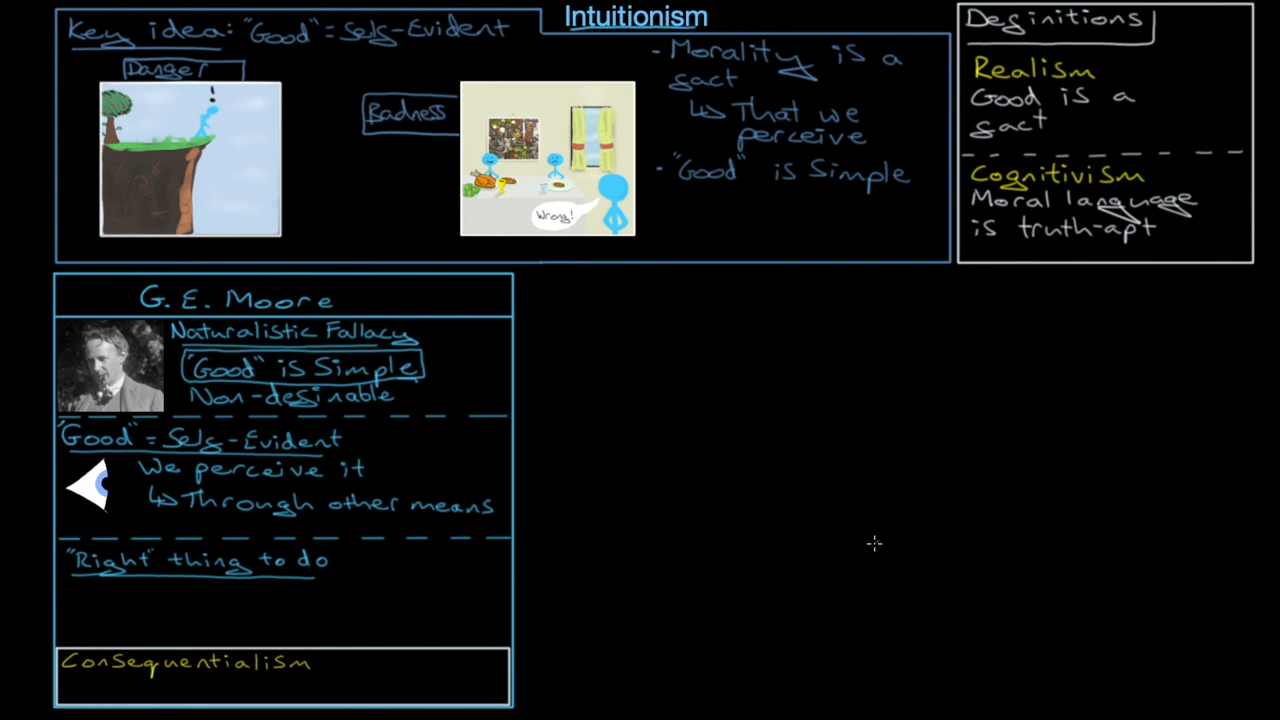 Intuitionism
Key idea: "Good" = Self-Evident
Danger
!
Badness
Wrong!
- Morality is a
fact
↳ That we
perceive
- "Good" is Simple
Definitions
Realism
Good is a
fact
Cognitivism
Moral language
is truth-apt
G. E. Moore
Naturalistic Fallacy
"Good" is Simple
Non-definable
"Good" = Self-Evident
We perceive it
↳ Through other means
"Right" thing to do
Consequentialism